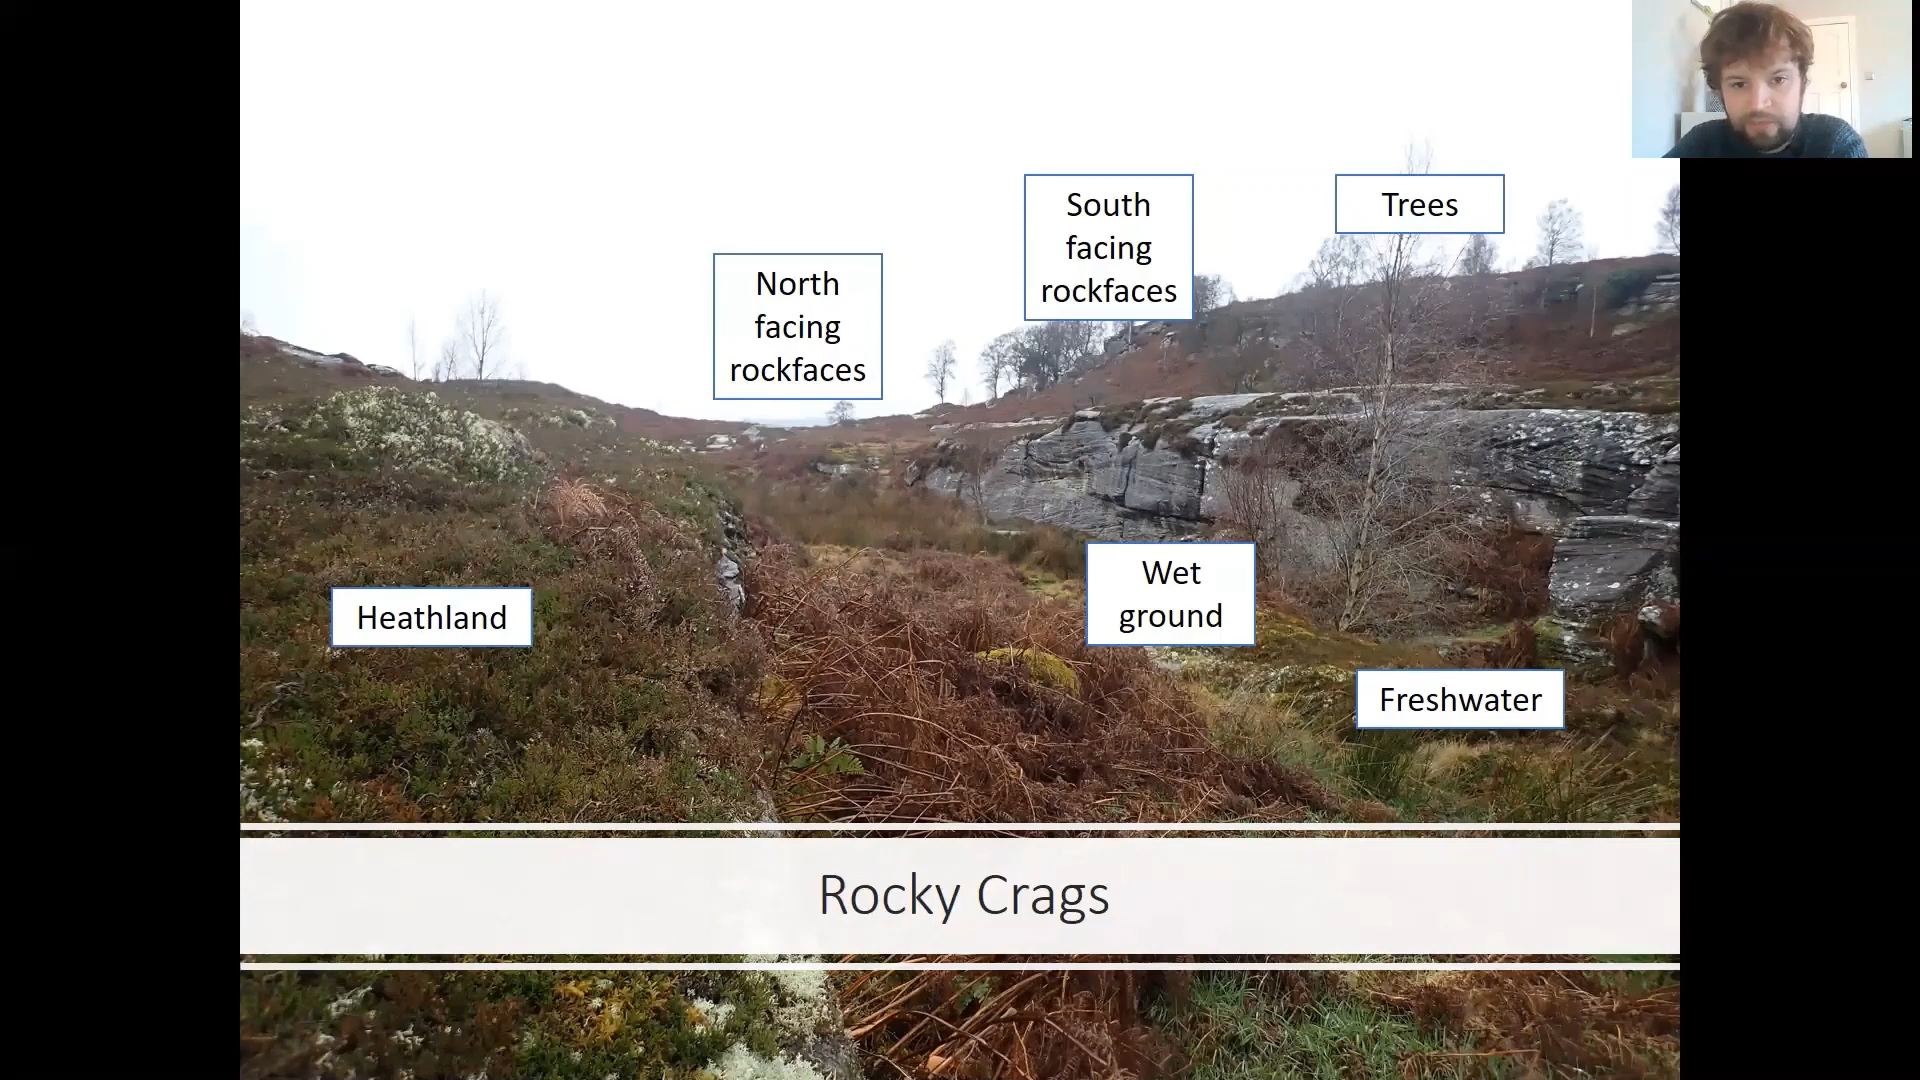 South
facing
rockfaces
Trees
North
facing
rockfaces
Wet
ground
Heathland
Freshwater
Rocky Crags